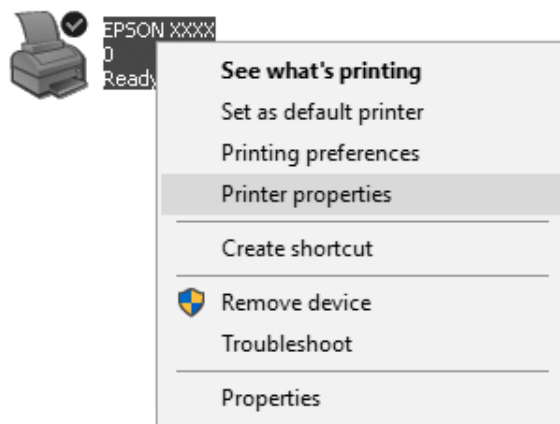 EPSON XXXX
0
Ready
See what's printing
Set as default printer
Printing preferences
Printer properties
Create shortcut
Remove device
Troubleshoot
Properties